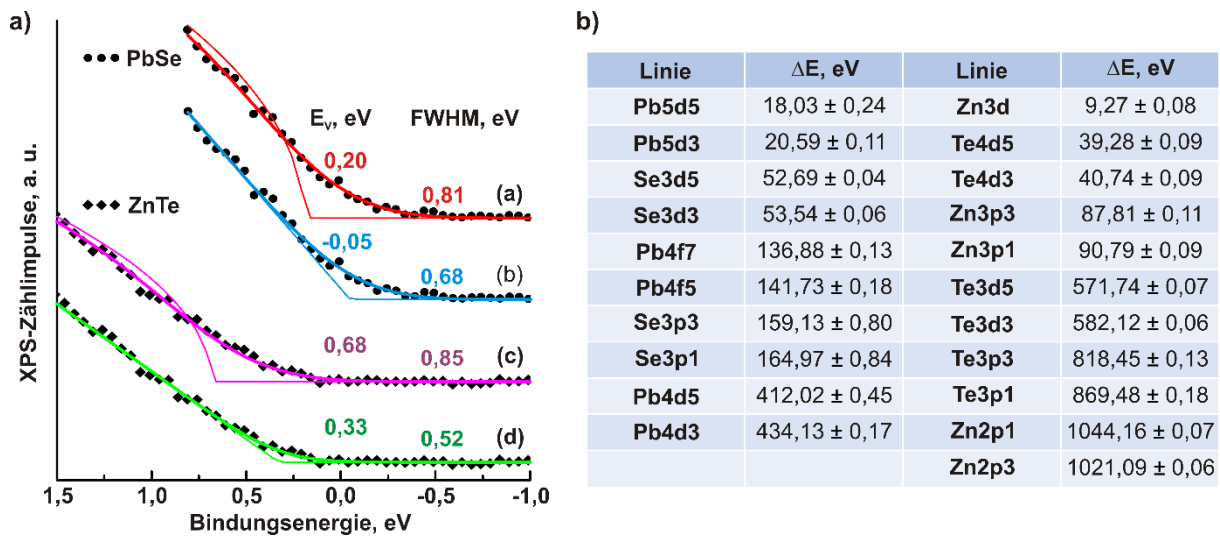 a)
PbSe
ZnTe
E_v, eV FWHM, eV
0,20 0,81 (a)
-0,05 0,68 (b)
0,68 0,85 (c)
0,33 0,52 (d)
XPS-Zählimpulse, a. u.
1,5 1,0 0,5 0,0 -0,5 -1,0
Bindungsenergie, eV
b)
Linie ΔE, eV Linie ΔE, eV
Pb5d5 18,03 ± 0,24 Zn3d 9,27 ± 0,08
Pb5d3 20,59 ± 0,11 Te4d5 39,28 ± 0,09
Se3d5 52,69 ± 0,04 Te4d3 40,74 ± 0,09
Se3d3 53,54 ± 0,06 Zn3p3 87,81 ± 0,11
Pb4f7 136,88 ± 0,13 Zn3p1 90,79 ± 0,09
Pb4f5 141,73 ± 0,18 Te3d5 571,74 ± 0,07
Se3p3 159,13 ± 0,80 Te3d3 582,12 ± 0,06
Se3p1 164,97 ± 0,84 Te3p3 818,45 ± 0,13
Pb4d5 412,02 ± 0,45 Te3p1 869,48 ± 0,18
Pb4d3 434,13 ± 0,17 Zn2p1 1044,16 ± 0,07
Zn2p3 1021,09 ± 0,06